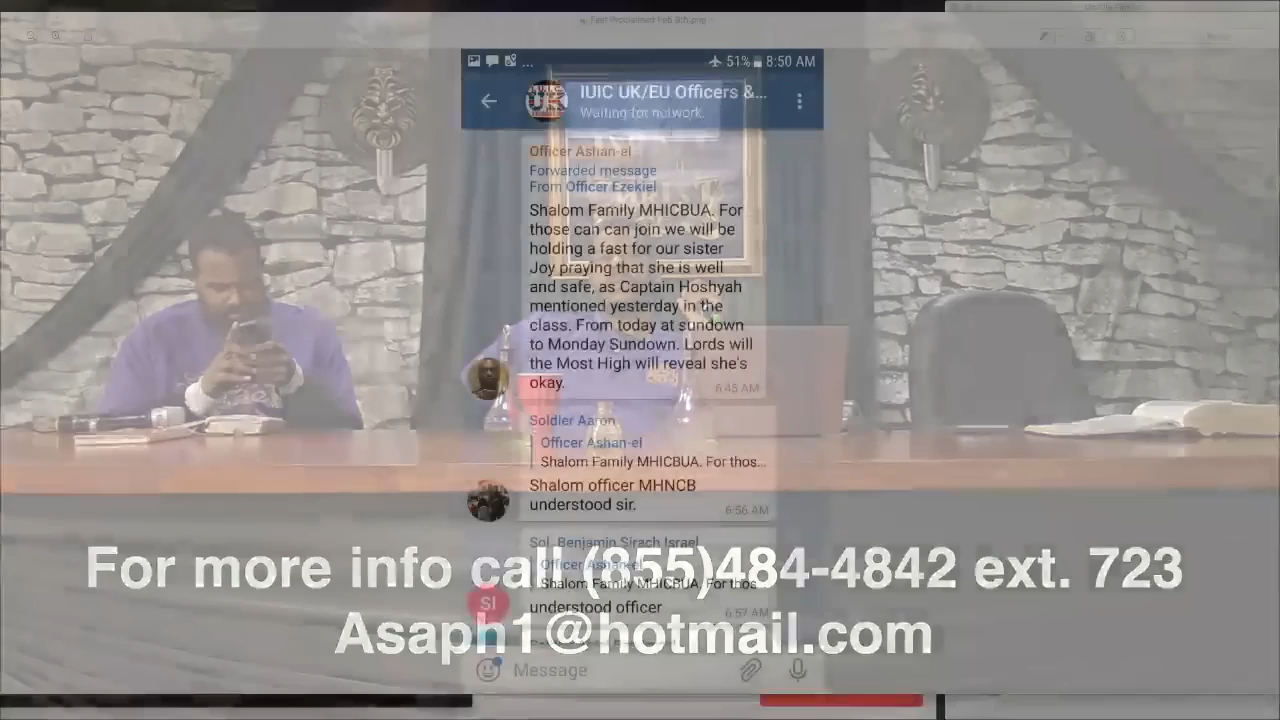 Fast Proclaimed Feb 8th.png
51% 8:50 AM
IUIC UK/EU Officers &...
Waiting for network.
Officer Ashan-el
Forwarded message
From Officer Ezekiel
Shalom Family MHICBUA. For
those can can join we will be
holding a fast for our sister
Joy praying that she is well
and safe, as Captain Hoshyah
mentioned yesterday in the
class. From today at sundown
to Monday Sundown. Lords will
the Most High will reveal she's
okay.
6:45 AM
Soldier Aaron
Officer Ashan-el
Shalom Family MHICBUA. For thos...
Shalom officer MHNCB
understood sir.
6:56 AM
Sol. Benjamin Sirach Israel
Officer Ashan-el
Shalom Family MHICBUA. For thos
SI
understood officer
6:57 AM
For more info call (855)484-4842 ext. 723
Asaph1@hotmail.com
Message